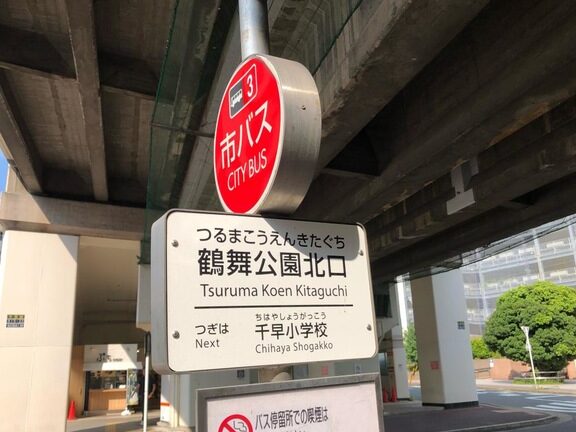 3
市バス
CITY BUS
つるまこうえんきたぐち
鶴舞公園北口
Tsuruma Koen Kitaguchi
つぎは
Next
ちはやしょうがっこう
千早小学校
Chihaya Shogakko
バス停留所での喫煙は